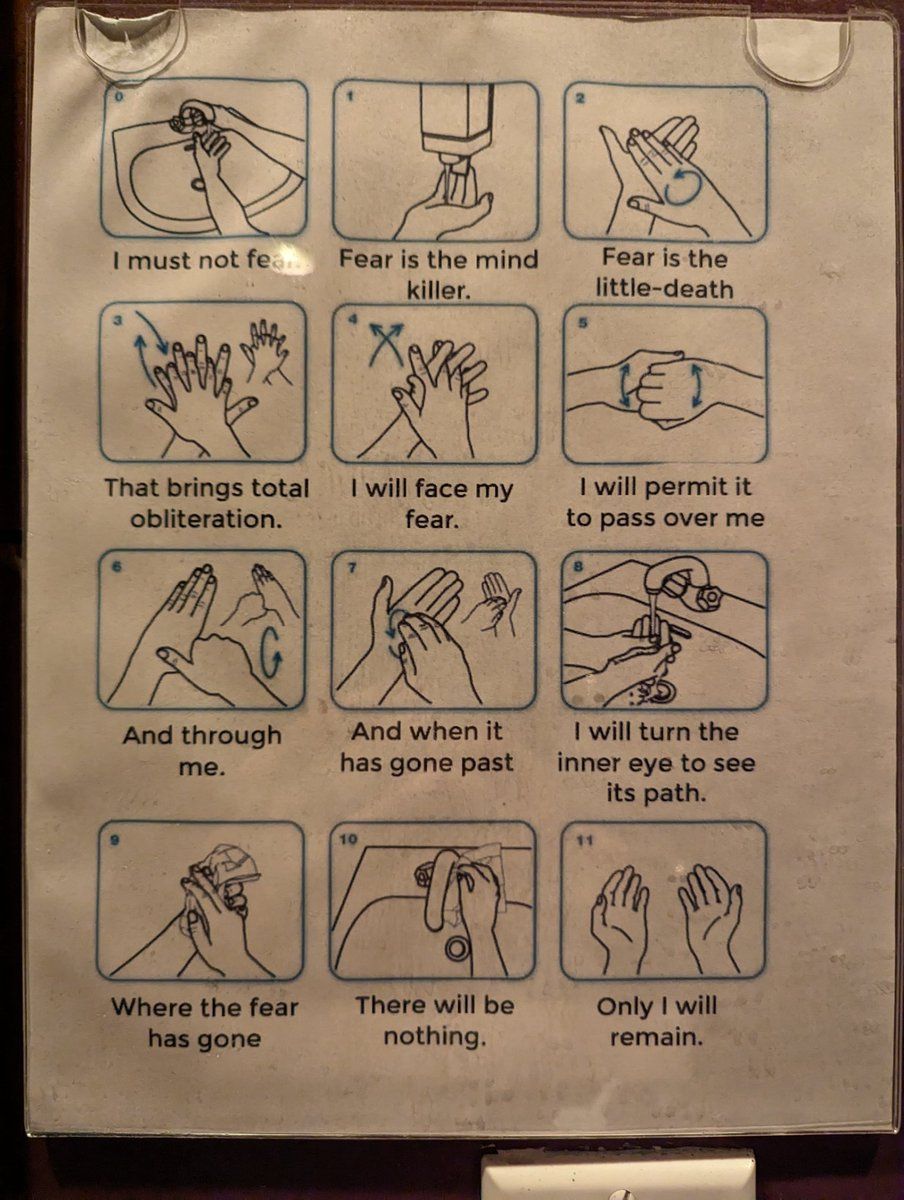 0
I must not fear.
1
Fear is the mind
killer.
2
Fear is the
little-death
3
That brings total
obliteration.
4
I will face my
fear.
5
I will permit it
to pass over me
6
And through
me.
7
And when it
has gone past
8
I will turn the
inner eye to see
its path.
9
Where the fear
has gone
10
There will be
nothing.
11
Only I will
remain.